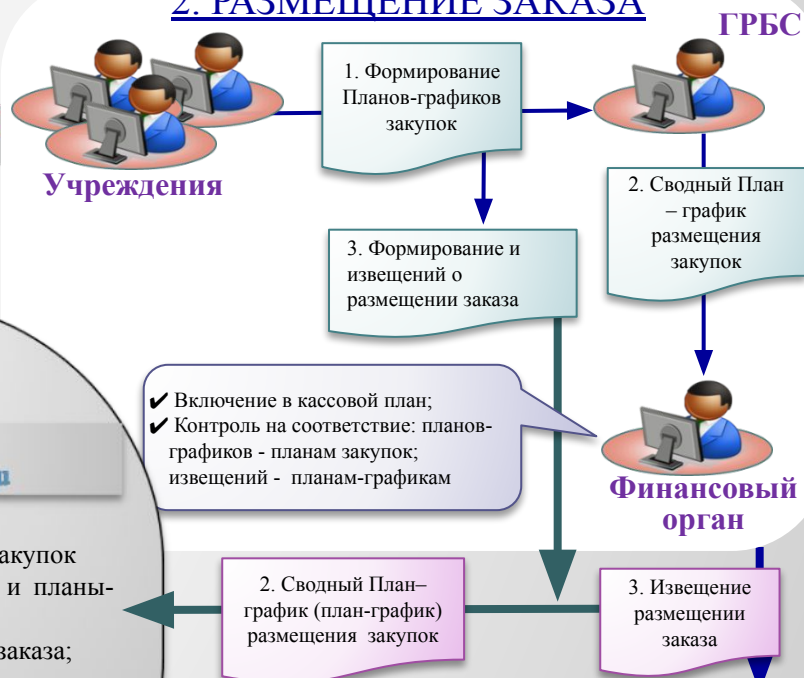 2. РАЗМЕЩЕНИЕ ЗАКАЗА
ГРБС
1. Формирование
Планов-графиков
закупок
Учреждения
2. Сводный План
– график
размещения
закупок
3. Формирование и
извещений о
размещении заказа
✔ Включение в кассовой план;
✔ Контроль на соответствие: планов-
графиков - планам закупок;
извещений - планам-графикам
Финансовый
орган
акупок
и планы-
заказа;
2. Сводный План–
график (план-график)
размещения закупок
3. Извещение
размещении
заказа